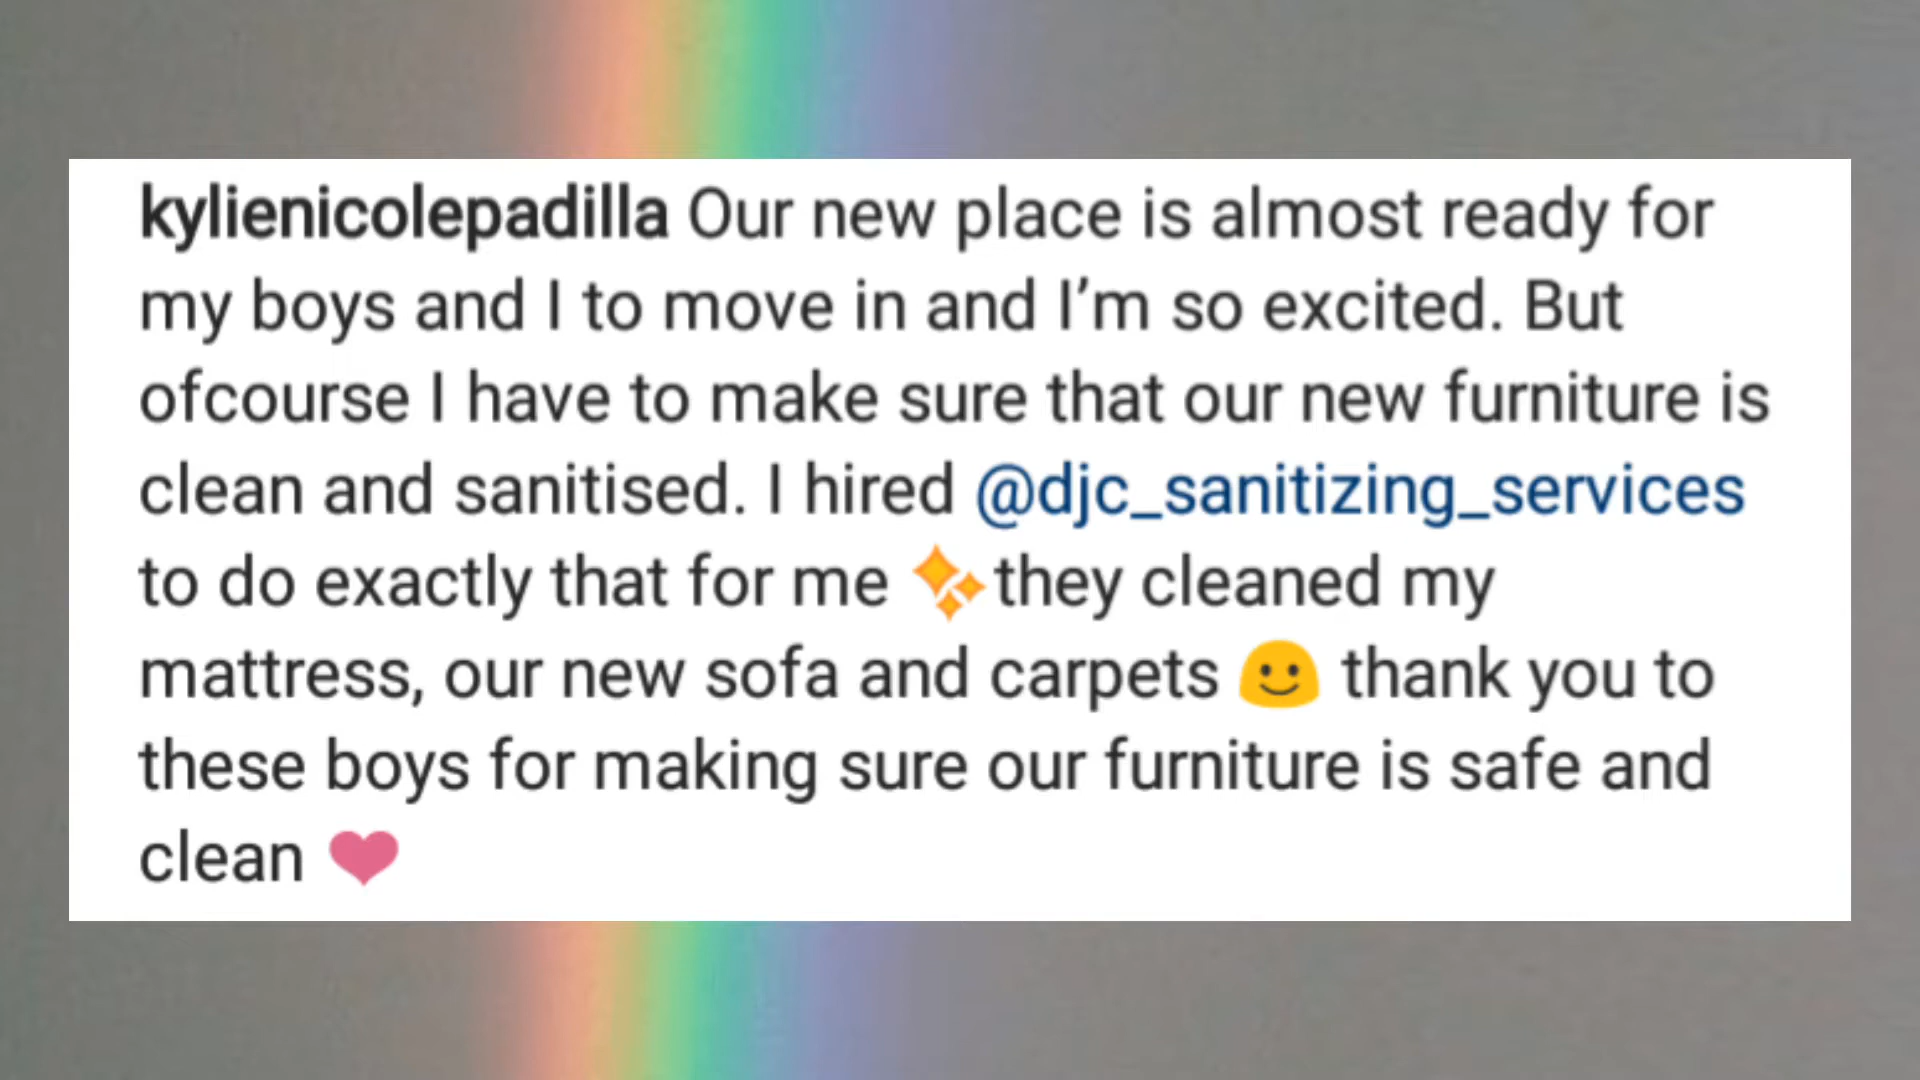 kylienicolepadilla Our new place is almost ready for
my boys and I to move in and I’m so excited. But
ofcourse I have to make sure that our new furniture is
clean and sanitised. I hired @djc_sanitizing_services
to do exactly that for me ✨they cleaned my
mattress, our new sofa and carpets 🙂 thank you to
these boys for making sure our furniture is safe and
clean ❤